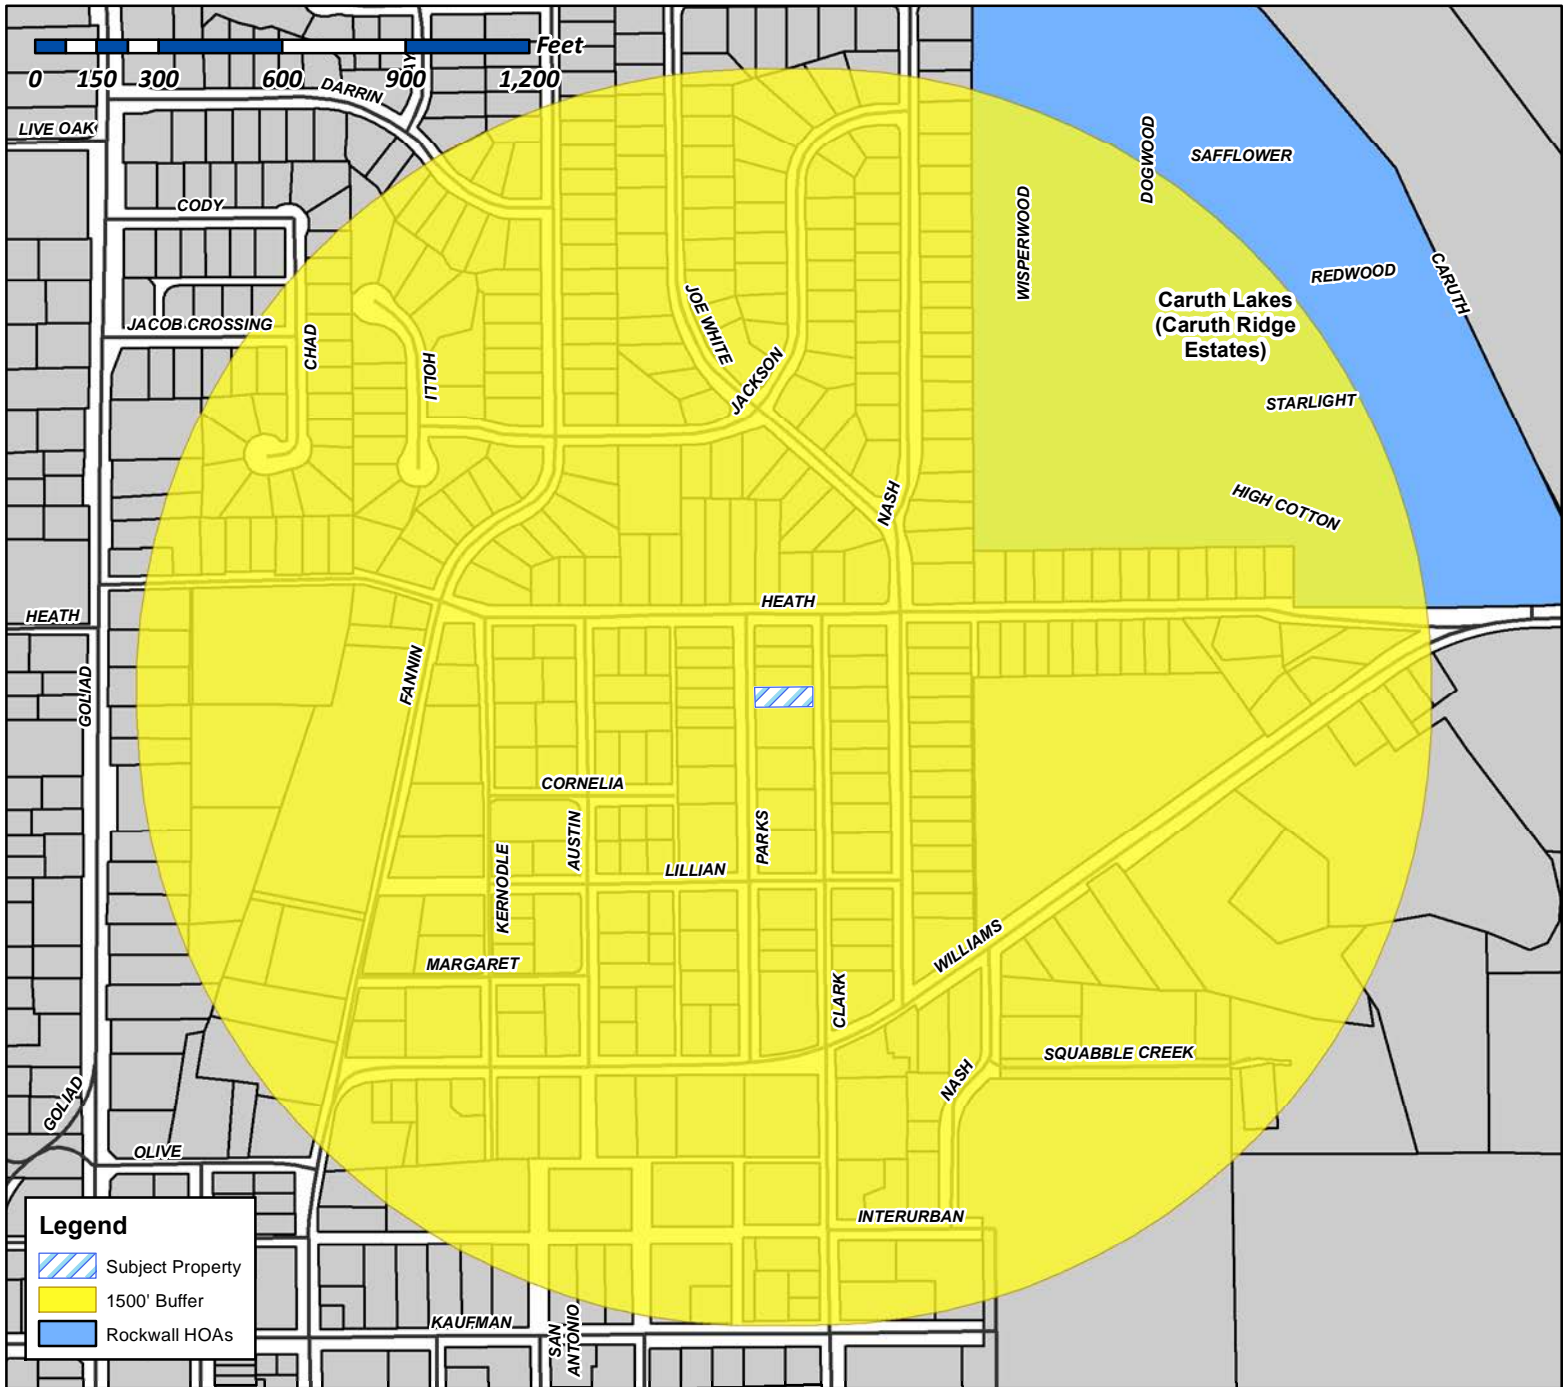 Feet
0 150 300 600 900 1,200
DARRIN
AY
LIVE OAK
DOGWOOD
SAFFLOWER
CODY
WISPERWOOD
REDWOOD
CARUTH
JACOB CROSSING
CHAD
HOLLI
JOE WHITE
JACKSON
Caruth Lakes
(Caruth Ridge
Estates)
STARLIGHT
NASH
HIGH COTTON
HEATH
HEATH
GOLIAD
FANNIN
CORNELIA
AUSTIN
PARKS
KERNODLE
LILLIAN
WILLIAMS
MARGARET
CLARK
SQUABBLE CREEK
NASH
GOLIAD
OLIVE
INTERURBAN
KAUFMAN
SAN
ANTONIO
Legend
Subject Property
1500' Buffer
Rockwall HOAs